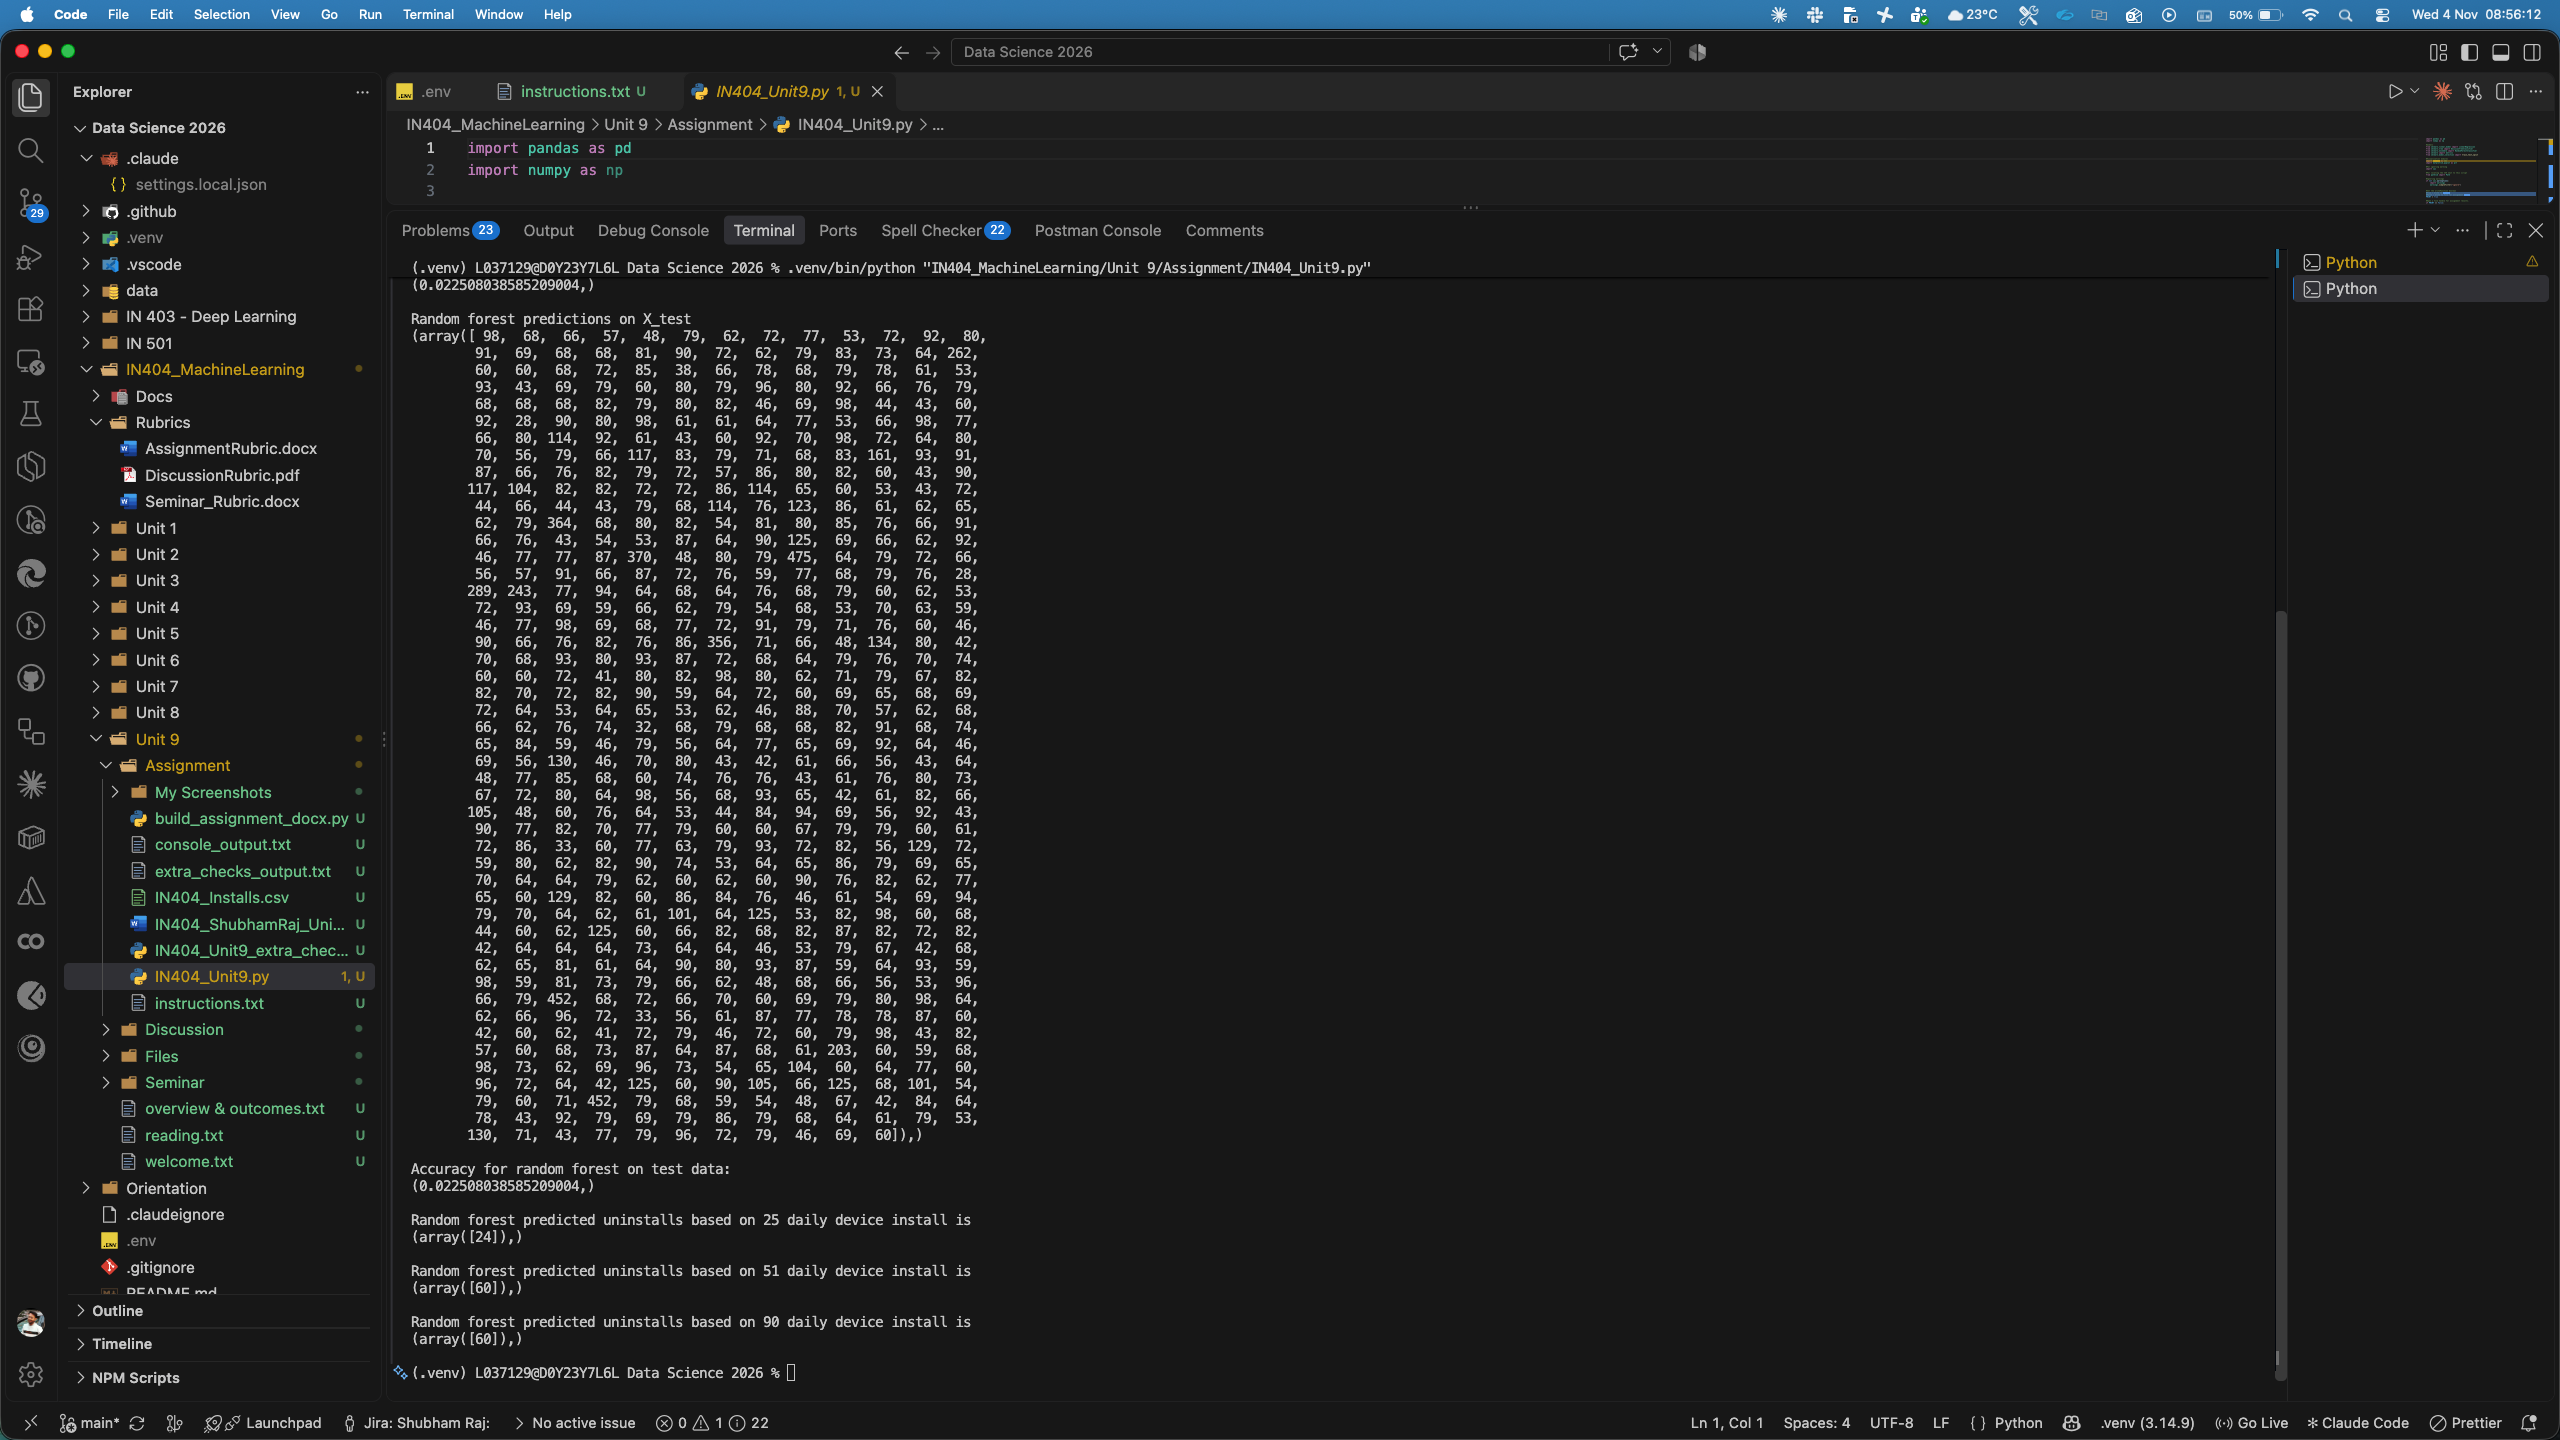 Code File Edit Selection View Go Run Terminal Window Help
23°C 50% Wed 4 Nov 08:56:12
Data Science 2026
Explorer
Data Science 2026
.claude
settings.local.json
.github
.venv
.vscode
data
IN 403 - Deep Learning
IN 501
IN404_MachineLearning
Docs
Rubrics
AssignmentRubric.docx
DiscussionRubric.pdf
Seminar_Rubric.docx
Unit 1
Unit 2
Unit 3
Unit 4
Unit 5
Unit 6
Unit 7
Unit 8
Unit 9
Assignment
My Screenshots
build_assignment_docx.py U
console_output.txt U
extra_checks_output.txt U
IN404_Installs.csv U
IN404_ShubhamRaj_Uni... U
IN404_Unit9_extra_chec... U
IN404_Unit9.py 1, U
instructions.txt U
Discussion
Files
Seminar
overview & outcomes.txt U
reading.txt U
welcome.txt U
Orientation
.claudeignore
.env
.gitignore
README.md
Outline
Timeline
NPM Scripts
29
.env instructions.txt U IN404_Unit9.py 1, U
IN404_MachineLearning > Unit 9 > Assignment > IN404_Unit9.py > ...
1 import pandas as pd
2 import numpy as np
3
Problems 23 Output Debug Console Terminal Ports Spell Checker 22 Postman Console Comments
(.venv) L037129@D0Y23Y7L6L Data Science 2026 % .venv/bin/python "IN404_MachineLearning/Unit 9/Assignment/IN404_Unit9.py"
(0.022508038585209004,)
Random forest predictions on X_test
(array([ 98, 68, 66, 57, 48, 79, 62, 72, 77, 53, 72, 92, 80,
91, 69, 68, 68, 81, 90, 72, 62, 79, 83, 73, 64, 262,
60, 60, 68, 72, 85, 38, 66, 78, 68, 79, 78, 61, 53,
93, 43, 69, 79, 60, 80, 79, 96, 80, 92, 66, 76, 79,
68, 68, 68, 82, 79, 80, 82, 46, 69, 98, 44, 43, 60,
92, 28, 90, 80, 98, 61, 61, 64, 77, 53, 66, 98, 77,
66, 80, 114, 92, 61, 43, 60, 92, 70, 98, 72, 64, 80,
70, 56, 79, 66, 117, 83, 79, 71, 68, 83, 161, 93, 91,
87, 66, 76, 82, 79, 72, 57, 86, 80, 82, 60, 43, 90,
117, 104, 82, 82, 72, 72, 86, 114, 65, 60, 53, 43, 72,
44, 66, 44, 43, 79, 68, 114, 76, 123, 86, 61, 62, 65,
62, 79, 364, 68, 80, 82, 54, 81, 80, 85, 76, 66, 91,
66, 76, 43, 54, 53, 87, 64, 90, 125, 69, 66, 62, 92,
46, 77, 77, 87, 370, 48, 80, 79, 475, 64, 79, 72, 66,
56, 57, 91, 66, 87, 72, 76, 59, 77, 68, 79, 76, 28,
289, 243, 77, 94, 64, 68, 64, 76, 68, 79, 60, 62, 53,
72, 93, 69, 59, 66, 62, 79, 54, 68, 53, 70, 63, 59,
46, 77, 98, 69, 68, 77, 72, 91, 79, 71, 76, 60, 46,
90, 66, 76, 82, 76, 86, 356, 71, 66, 48, 134, 80, 42,
70, 68, 93, 80, 93, 87, 72, 68, 64, 79, 76, 70, 74,
60, 60, 72, 41, 80, 82, 98, 80, 62, 71, 79, 67, 82,
82, 70, 72, 82, 90, 59, 64, 72, 60, 69, 65, 68, 69,
72, 64, 53, 64, 65, 53, 62, 46, 88, 70, 57, 62, 68,
66, 62, 76, 74, 32, 68, 79, 68, 68, 82, 91, 68, 74,
65, 84, 59, 46, 79, 56, 64, 77, 65, 69, 92, 64, 46,
69, 56, 130, 46, 70, 80, 43, 42, 61, 66, 56, 43, 64,
48, 77, 85, 68, 60, 74, 76, 76, 43, 61, 76, 80, 73,
67, 72, 80, 64, 98, 56, 68, 93, 65, 42, 61, 82, 66,
105, 48, 60, 76, 64, 53, 44, 84, 94, 69, 56, 92, 43,
90, 77, 82, 70, 77, 79, 60, 60, 67, 79, 79, 60, 61,
72, 86, 33, 60, 77, 63, 79, 93, 72, 82, 56, 129, 72,
59, 80, 62, 82, 90, 74, 53, 64, 65, 86, 79, 69, 65,
70, 64, 64, 79, 62, 60, 62, 60, 90, 76, 82, 62, 77,
65, 60, 129, 82, 60, 86, 84, 76, 46, 61, 54, 69, 94,
79, 70, 64, 62, 61, 101, 64, 125, 53, 82, 98, 60, 68,
44, 60, 62, 125, 60, 66, 82, 68, 82, 87, 82, 72, 82,
42, 64, 64, 64, 73, 64, 64, 46, 53, 79, 67, 42, 68,
62, 65, 81, 61, 64, 90, 80, 93, 87, 59, 64, 93, 59,
98, 59, 81, 73, 79, 66, 62, 48, 68, 66, 56, 53, 96,
66, 79, 452, 68, 72, 66, 70, 60, 69, 79, 80, 98, 64,
62, 66, 96, 72, 33, 56, 61, 87, 77, 78, 78, 87, 60,
42, 60, 62, 41, 72, 79, 46, 72, 60, 79, 98, 43, 82,
57, 60, 68, 73, 87, 64, 87, 68, 61, 203, 60, 59, 68,
98, 73, 62, 69, 96, 73, 54, 65, 104, 60, 64, 77, 60,
96, 72, 64, 42, 125, 60, 90, 105, 66, 125, 68, 101, 54,
79, 60, 71, 452, 79, 68, 59, 54, 48, 67, 42, 84, 64,
78, 43, 92, 79, 69, 79, 86, 79, 68, 64, 61, 79, 53,
130, 71, 43, 77, 79, 96, 72, 79, 46, 69, 60]),)
Accuracy for random forest on test data:
(0.022508038585209004,)
Random forest predicted uninstalls based on 25 daily device install is
(array([24]),)
Random forest predicted uninstalls based on 51 daily device install is
(array([60]),)
Random forest predicted uninstalls based on 90 daily device install is
(array([60]),)
(.venv) L037129@D0Y23Y7L6L Data Science 2026 %
Python
Python
main* Launchpad Jira: Shubham Raj: No active issue 0 1 22 Ln 1, Col 1 Spaces: 4 UTF-8 LF { } Python .venv (3.14.9) Go Live Claude Code Prettier